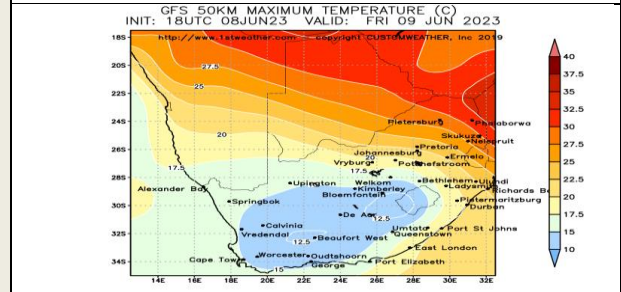 GFS 50KM MAXIMUM TEMPERATURE (C)
INIT: 18UTC 08JUN23 VALID: FRI 09 JUN 2023
http://www.1stweather.com — copyright CUSTOMWEATHER, Inc 2019
18S
20S
22S
24S
26S
28S
30S
32S
34S
14E 16E 18E 20E 22E 24E 26E 28E 30E 32E
27.5
25
20
17.5
20
17.5
12.5
12.5
15
Pietersburg
Phalaborwa
Skukuza
Nelspruit
Pretoria
Johannesburg
Ermelo
Vryburg
Potchefstroom
Welkom
Bethlehem
Ulundi
Alexander Bay
Upington
Kimberley
Ladysmith
Richards B
Bloemfontein
Springbok
Pietermaritzburg
Durban
De Aar
Calvinia
Umtata
Port St Johns
Vredendal
Beaufort West
Queenstown
East London
Cape Town
Worcester
Oudtshoorn
George
Port Elizabeth
40
37.5
35
32.5
30
27.5
25
22.5
20
17.5
15
10